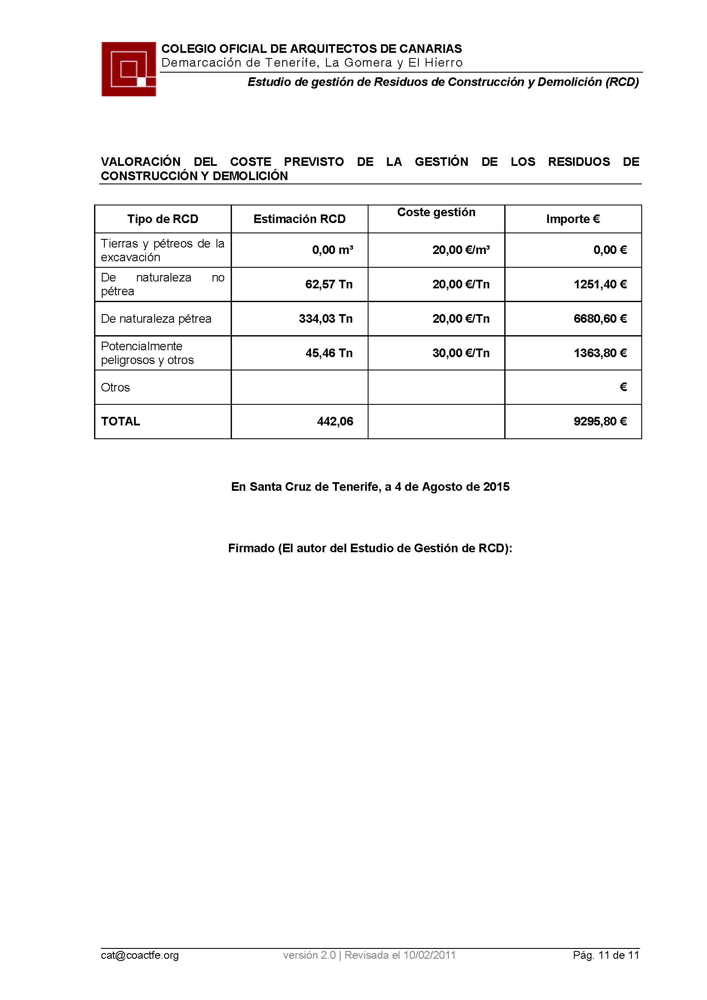 COLEGIO OFICIAL DE ARQUITECTOS DE CANARIAS
Demarcación de Tenerife, La Gomera y El Hierro
Estudio de gestión de Residuos de Construcción y Demolición (RCD)
VALORACIÓN DEL COSTE PREVISTO DE LA GESTIÓN DE LOS RESIDUOS DE
CONSTRUCCIÓN Y DEMOLICIÓN
Tipo de RCD Estimación RCD Coste gestión Importe €
Tierras y pétreos de la
excavación 0,00 m³ 20,00 €/m³ 0,00 €
De naturaleza no
pétrea 62,57 Tn 20,00 €/Tn 1251,40 €
De naturaleza pétrea 334,03 Tn 20,00 €/Tn 6680,60 €
Potencialmente
peligrosos y otros 45,46 Tn 30,00 €/Tn 1363,80 €
Otros €
TOTAL 442,06 9295,80 €
En Santa Cruz de Tenerife, a 4 de Agosto de 2015
Firmado (El autor del Estudio de Gestión de RCD):
cat@coactfe.org versión 2.0 | Revisada el 10/02/2011 Pág. 11 de 11